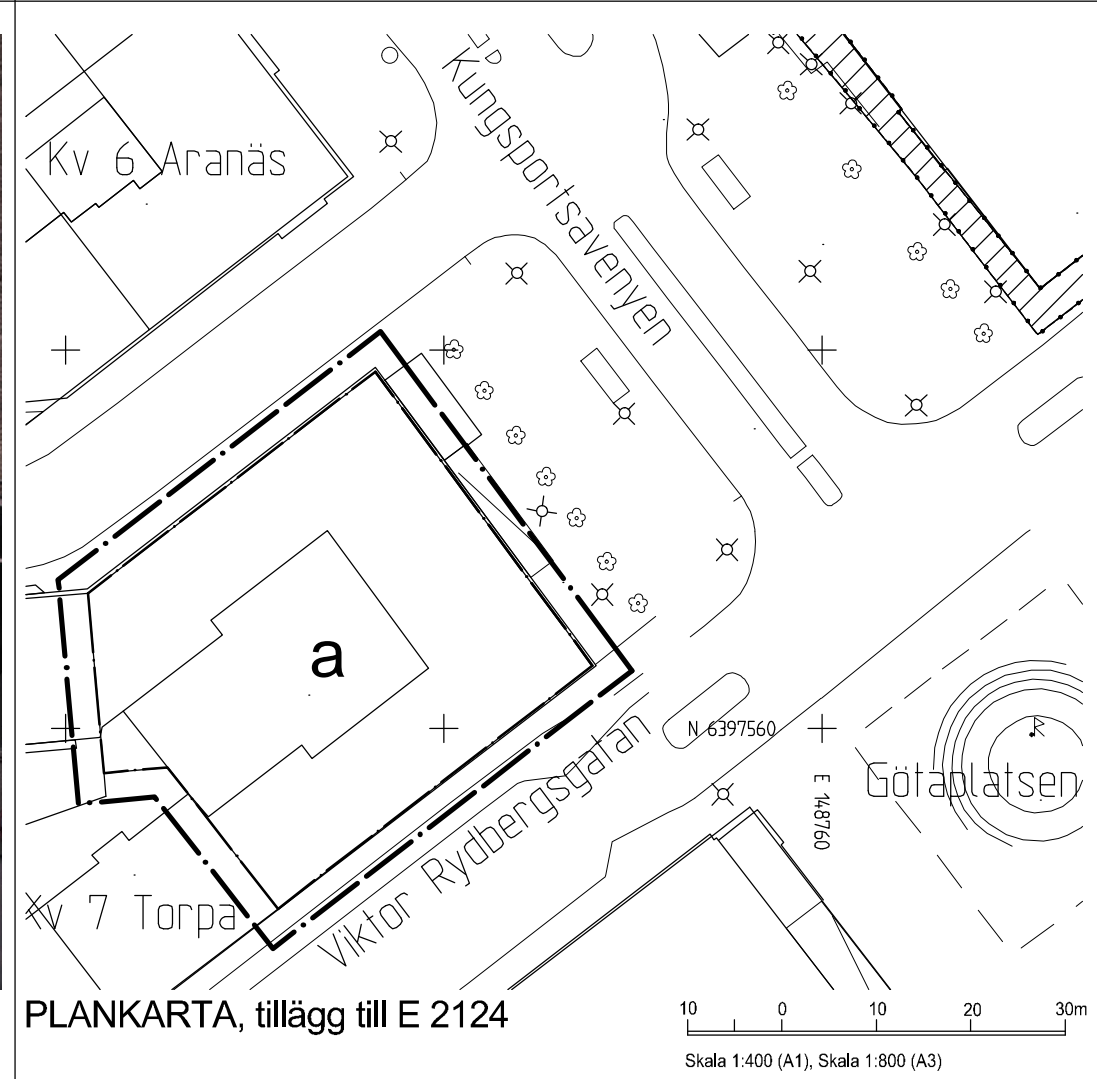 Kungsportsavenyen
Kv 6 Aranäs
a
N 6397560
E 148760
Götaplatsen
Viktor Rydbergsgatan
Kv 7 Torpa
PLANKARTA, tillägg till E 2124
10 0 10 20 30m
Skala 1:400 (A1), Skala 1:800 (A3)